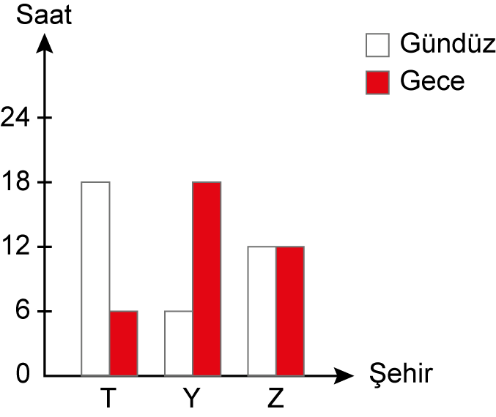 Saat
Gündüz
Gece
24
18
12
6
0
T Y Z
Şehir